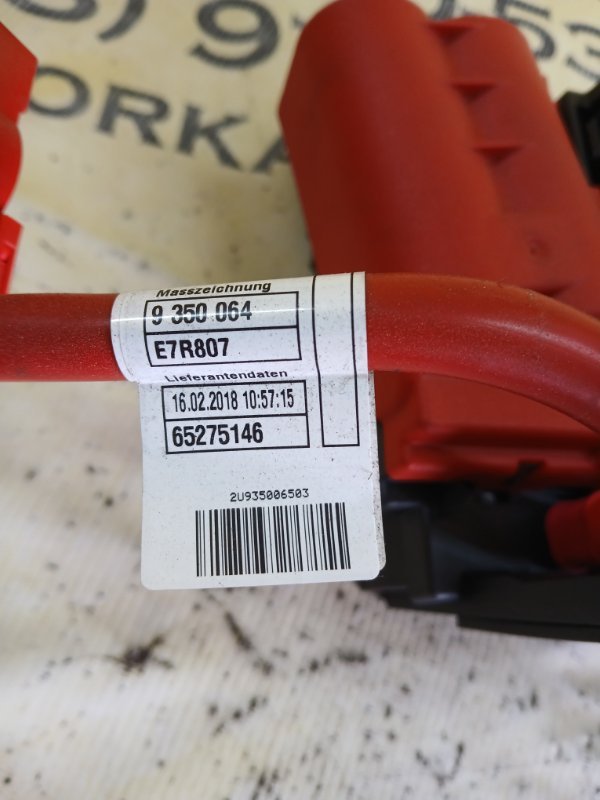 Masszeichnung
9 350 064
E7R807
Lieferantendaten
16.02.2018 10:57:15
65275146
2U935006503